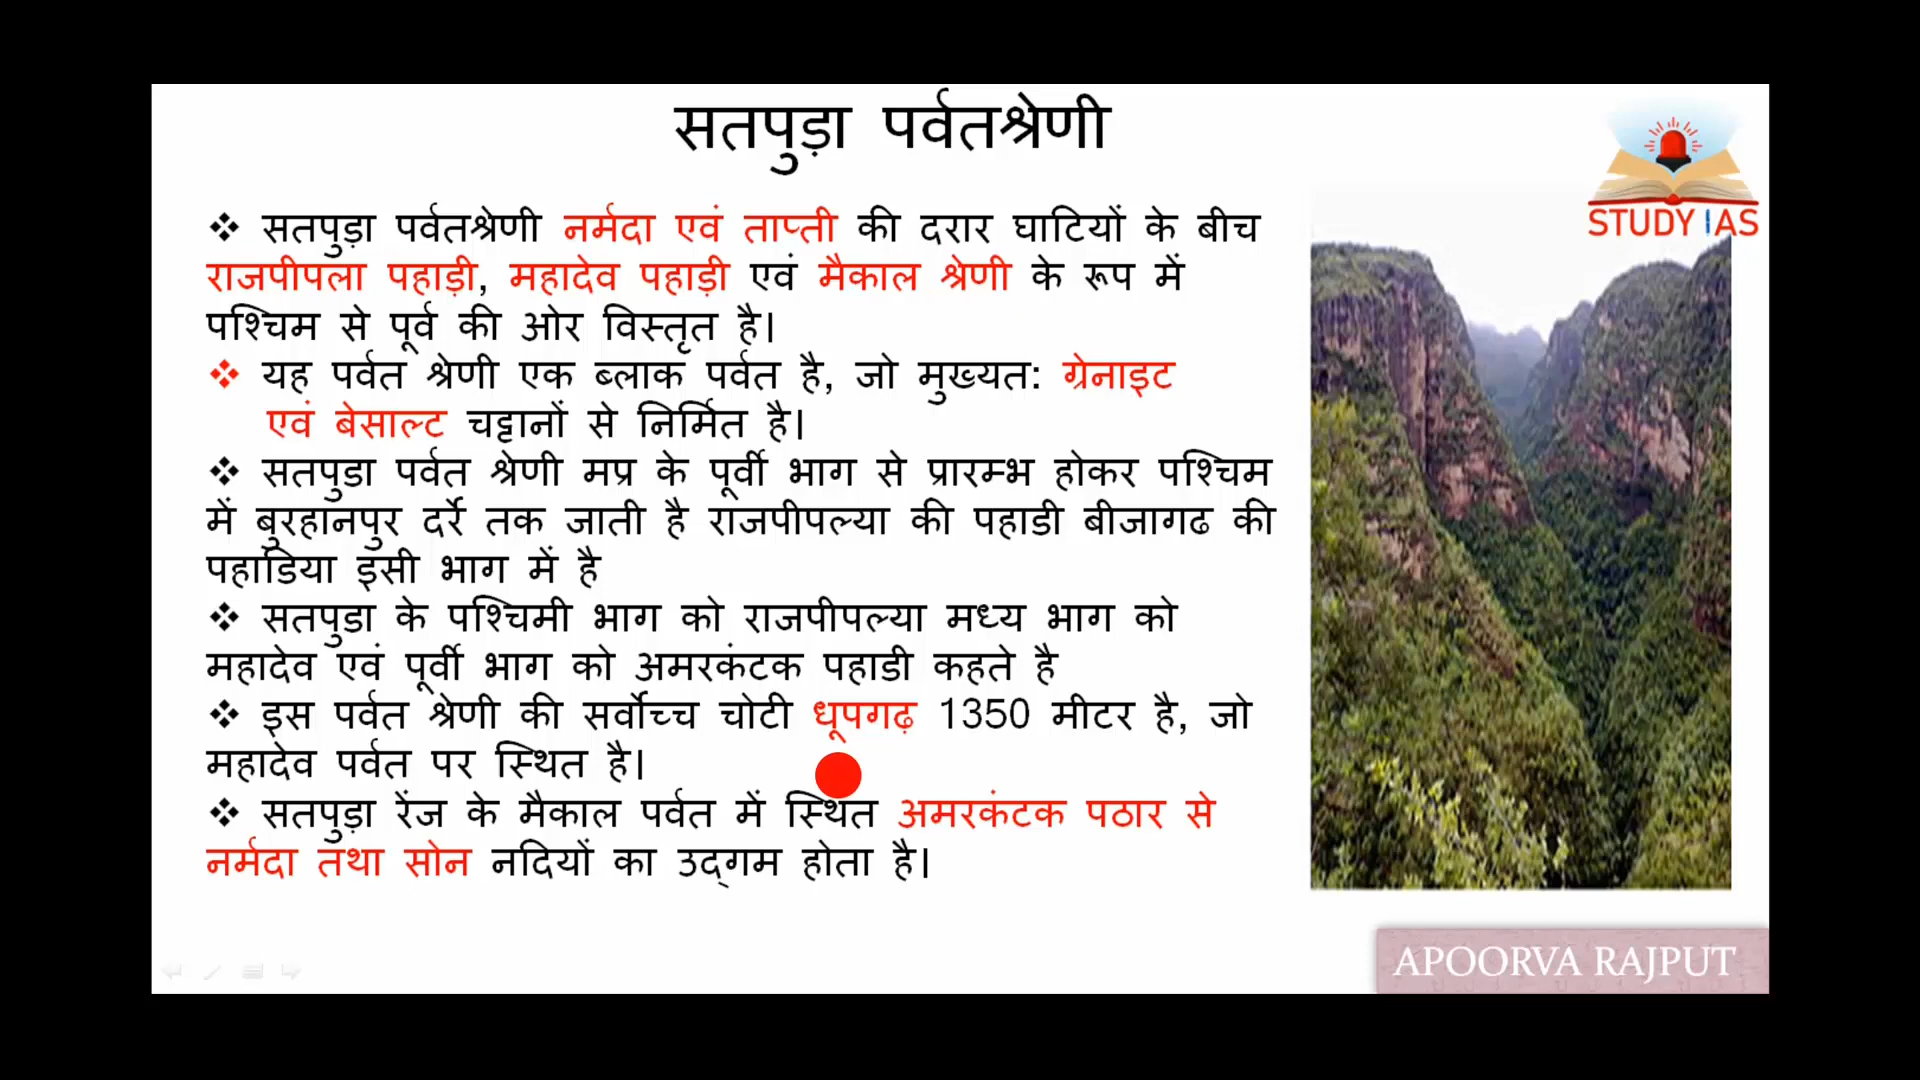 सतपुड़ा पर्वतश्रेणी
STUDY IAS
❖ सतपुड़ा पर्वतश्रेणी नर्मदा एवं ताप्ती की दरार घाटियों के बीच
राजपीपला पहाड़ी, महादेव पहाड़ी एवं मैकाल श्रेणी के रूप में
पश्चिम से पूर्व की ओर विस्तृत है।
❖ यह पर्वत श्रेणी एक ब्लाक पर्वत है, जो मुख्यत: ग्रेनाइट
एवं बेसाल्ट चट्टानों से निर्मित है।
❖ सतपुडा पर्वत श्रेणी मप्र के पूर्वी भाग से प्रारम्भ होकर पश्चिम
में बुरहानपुर दर्रे तक जाती है राजपीपल्या की पहाडी बीजागढ की
पहाडिया इसी भाग में है
❖ सतपुडा के पश्चिमी भाग को राजपीपल्या मध्य भाग को
महादेव एवं पूर्वी भाग को अमरकंटक पहाडी कहते है
❖ इस पर्वत श्रेणी की सर्वोच्च चोटी धूपगढ़ 1350 मीटर है, जो
महादेव पर्वत पर स्थित है।
❖ सतपुड़ा रेंज के मैकाल पर्वत में स्थित अमरकंटक पठार से
नर्मदा तथा सोन नदियों का उद्‌गम होता है।
APOORVA RAJPUT